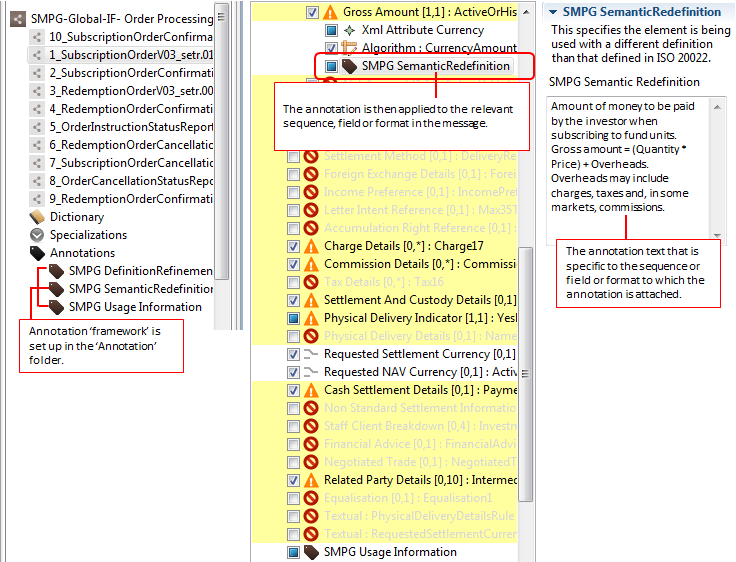 SMPG-Global-IF- Order Processing
10_SubscriptionOrderConfirma
1_SubscriptionOrderV03_setr.01
2_SubscriptionOrderConfirmati
3_RedemptionOrderV03_setr.00
4_RedemptionOrderConfirmati
5_OrderInstructionStatusReport
6_RedemptionOrderCancellatio
7_SubscriptionOrderCancellatio
8_OrderCancellationStatusRepo
9_RedemptionOrderConfirmati
Dictionary
Specializations
Annotations
SMPG DefinitionRefinemen
SMPG SemanticRedefinition
SMPG Usage Information
Annotation 'framework' is
set up in the 'Annotation'
folder.
Gross Amount [1,1] : ActiveOrHis
Xml Attribute Currency
Algorithm : CurrencyAmount
SMPG SemanticRedefinition
The annotation is then applied to the relevant
sequence, field or format in the message.
Settlement Method [0,1] : DeliveryRe
Foreign Exchange Details [0,1] : Forei
Income Preference [0,1] : IncomePref
Letter Intent Reference [0,1] : Max35T
Accumulation Right Reference [0,1] :
Charge Details [0,*] : Charge17
Commission Details [0,*] : Commissi
Tax Details [0,*] : Tax16
Settlement And Custody Details [0,1]
Physical Delivery Indicator [1,1] : Yesl
Physical Delivery Details [0,1] : Name
Requested Settlement Currency [0,1]
Requested NAV Currency [0,1] : Activ
Cash Settlement Details [0,1] : Payme
Non Standard Settlement Informatio
Staff Client Breakdown [0,4] : Investn
Financial Advice [0,1] : FinancialAdvi
Negotiated Trade [0,1] : NegotiatedT
Related Party Details [0,10] : Intermec
Equalisation [0,1] : Equalisation1
Textual : PhysicalDeliveryDetailsRule
Textual : RequestedSettlementCurren
SMPG Usage Information
SMPG SemanticRedefinition
This specifies the element is being
used with a different definition
than that defined in ISO 20022.
SMPG Semantic Redefinition
Amount of money to be paid
by the investor when
subscribing to fund units.
Gross amount = (Quantity *
Price) + Overheads.
Overheads may include
charges, taxes and, in some
markets, commissions.
The annotation text that is
specific to the sequence or
field or format to which the
annotation is attached.